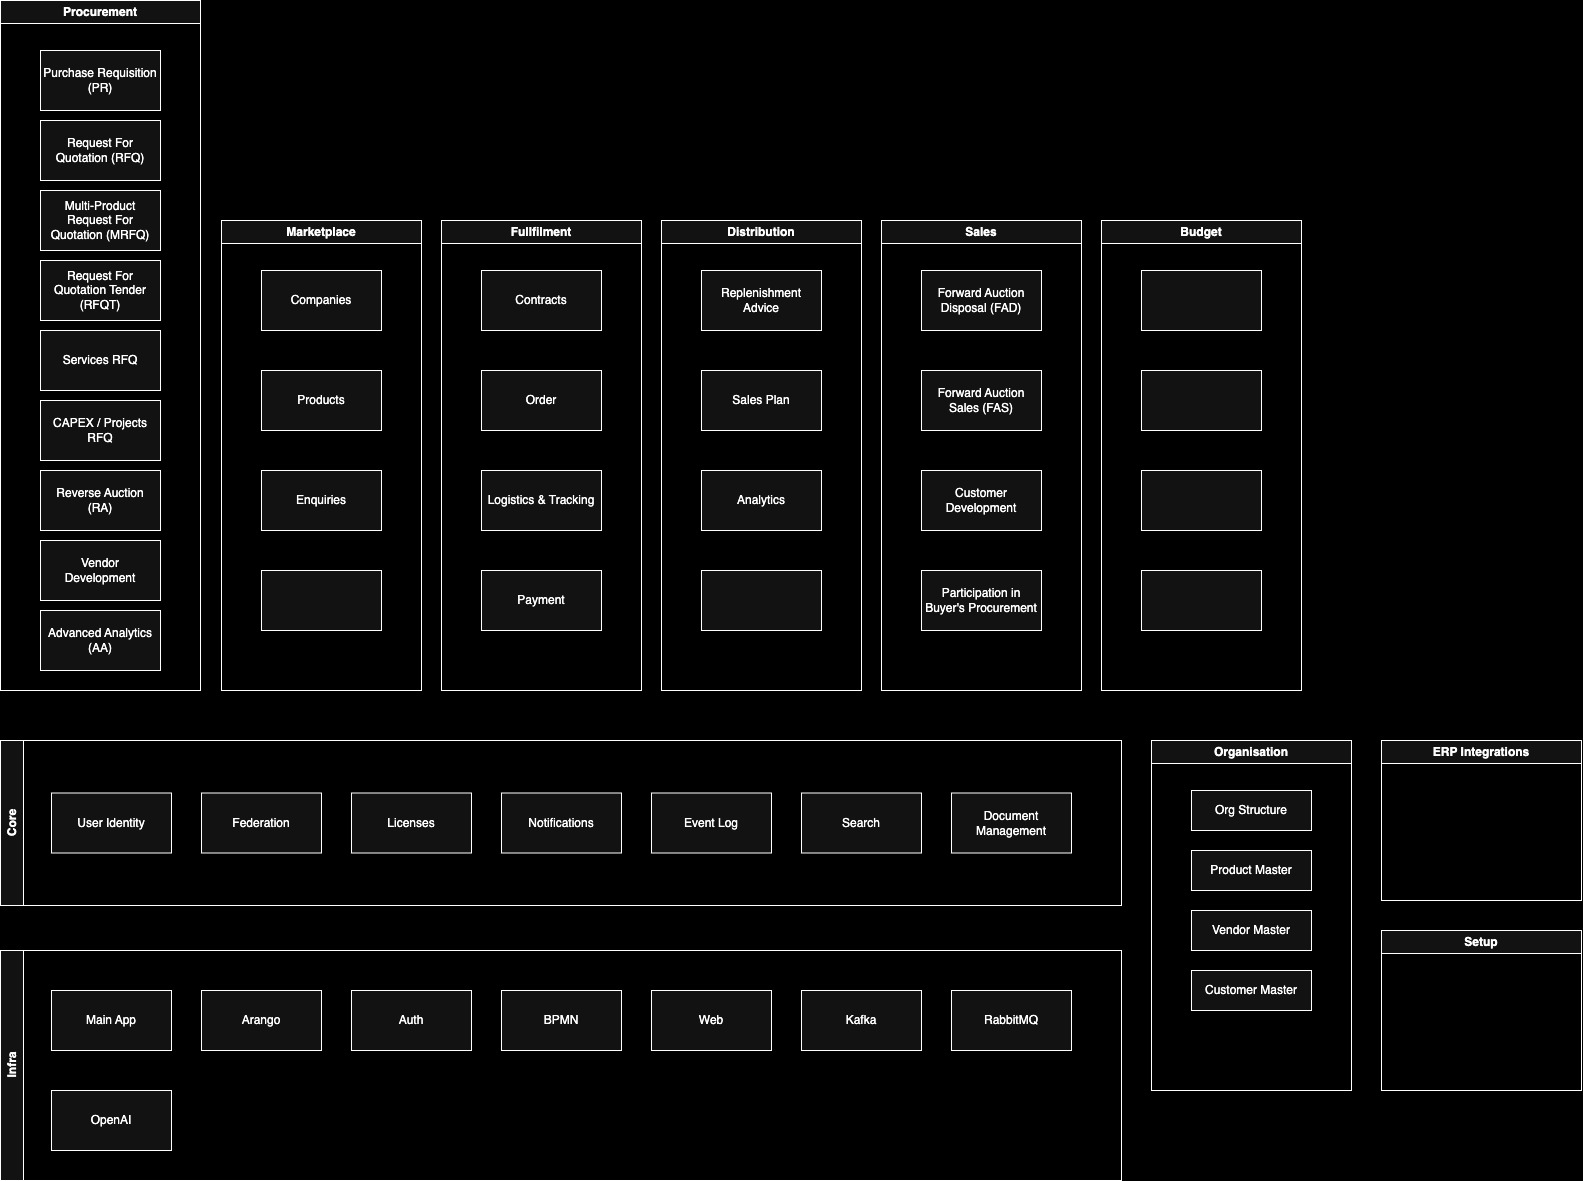 Procurement
Purchase Requisition
(PR)
Request For
Quotation (RFQ)
Multi-Product
Request For
Quotation (MRFQ)
Request For
Quotation Tender
(RFQT)
Services RFQ
CAPEX / Projects
RFQ
Reverse Auction
(RA)
Vendor
Development
Advanced Analytics
(AA)
Marketplace
Companies
Products
Enquiries
Fullfilment
Contracts
Order
Logistics & Tracking
Payment
Distribution
Replenishment
Advice
Sales Plan
Analytics
Sales
Forward Auction
Disposal (FAD)
Forward Auction
Sales (FAS)
Customer
Development
Participation in
Buyer's Procurement
Budget
Core
User Identity
Federation
Licenses
Notifications
Event Log
Search
Document
Management
Organisation
Org Structure
Product Master
Vendor Master
Customer Master
ERP Integrations
Setup
Infra
Main App
Arango
Auth
BPMN
Web
Kafka
RabbitMQ
OpenAI